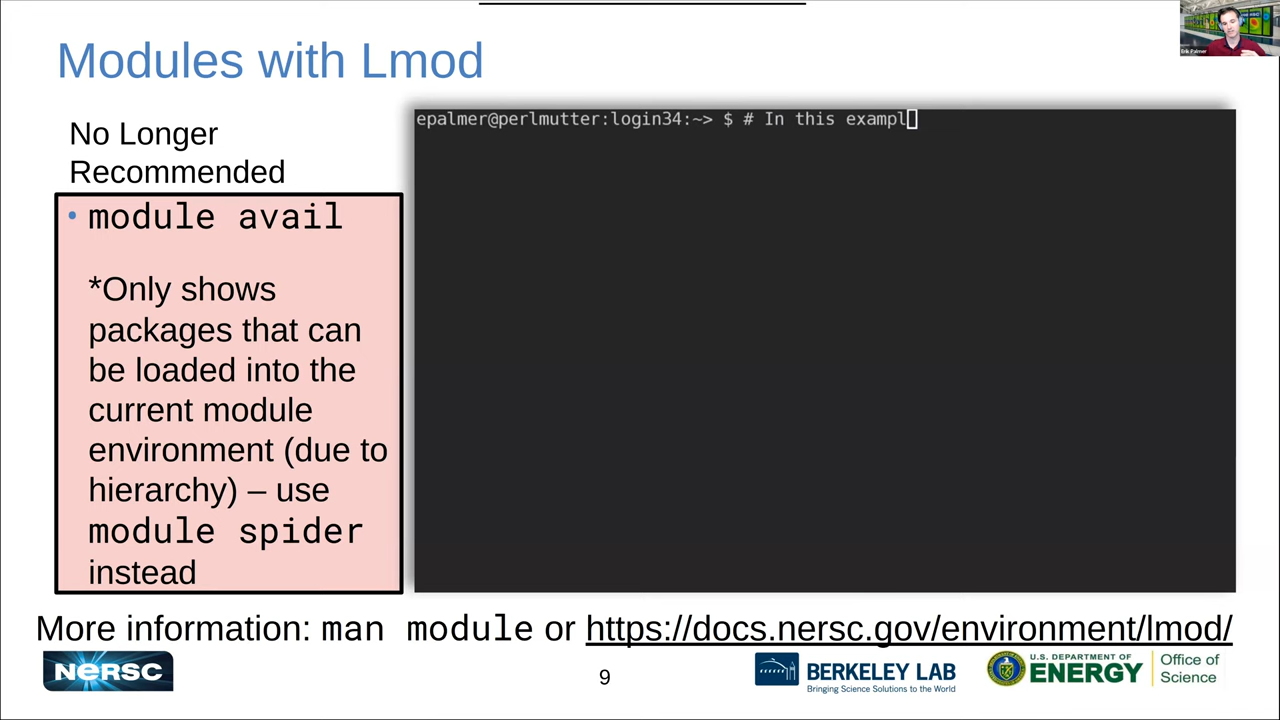 Modules with Lmod
No Longer
Recommended
• module avail
*Only shows
packages that can
be loaded into the
current module
environment (due to
hierarchy) – use
module spider
instead
epalmer@perlmutter:login34:~> $ # In this exampl
More information: man module or https://docs.nersc.gov/environment/lmod/
NERSC
9
BERKELEY LAB
Bringing Science Solutions to the World
U.S. DEPARTMENT OF
ENERGY
Office of
Science
NERSC
Erik Palmer